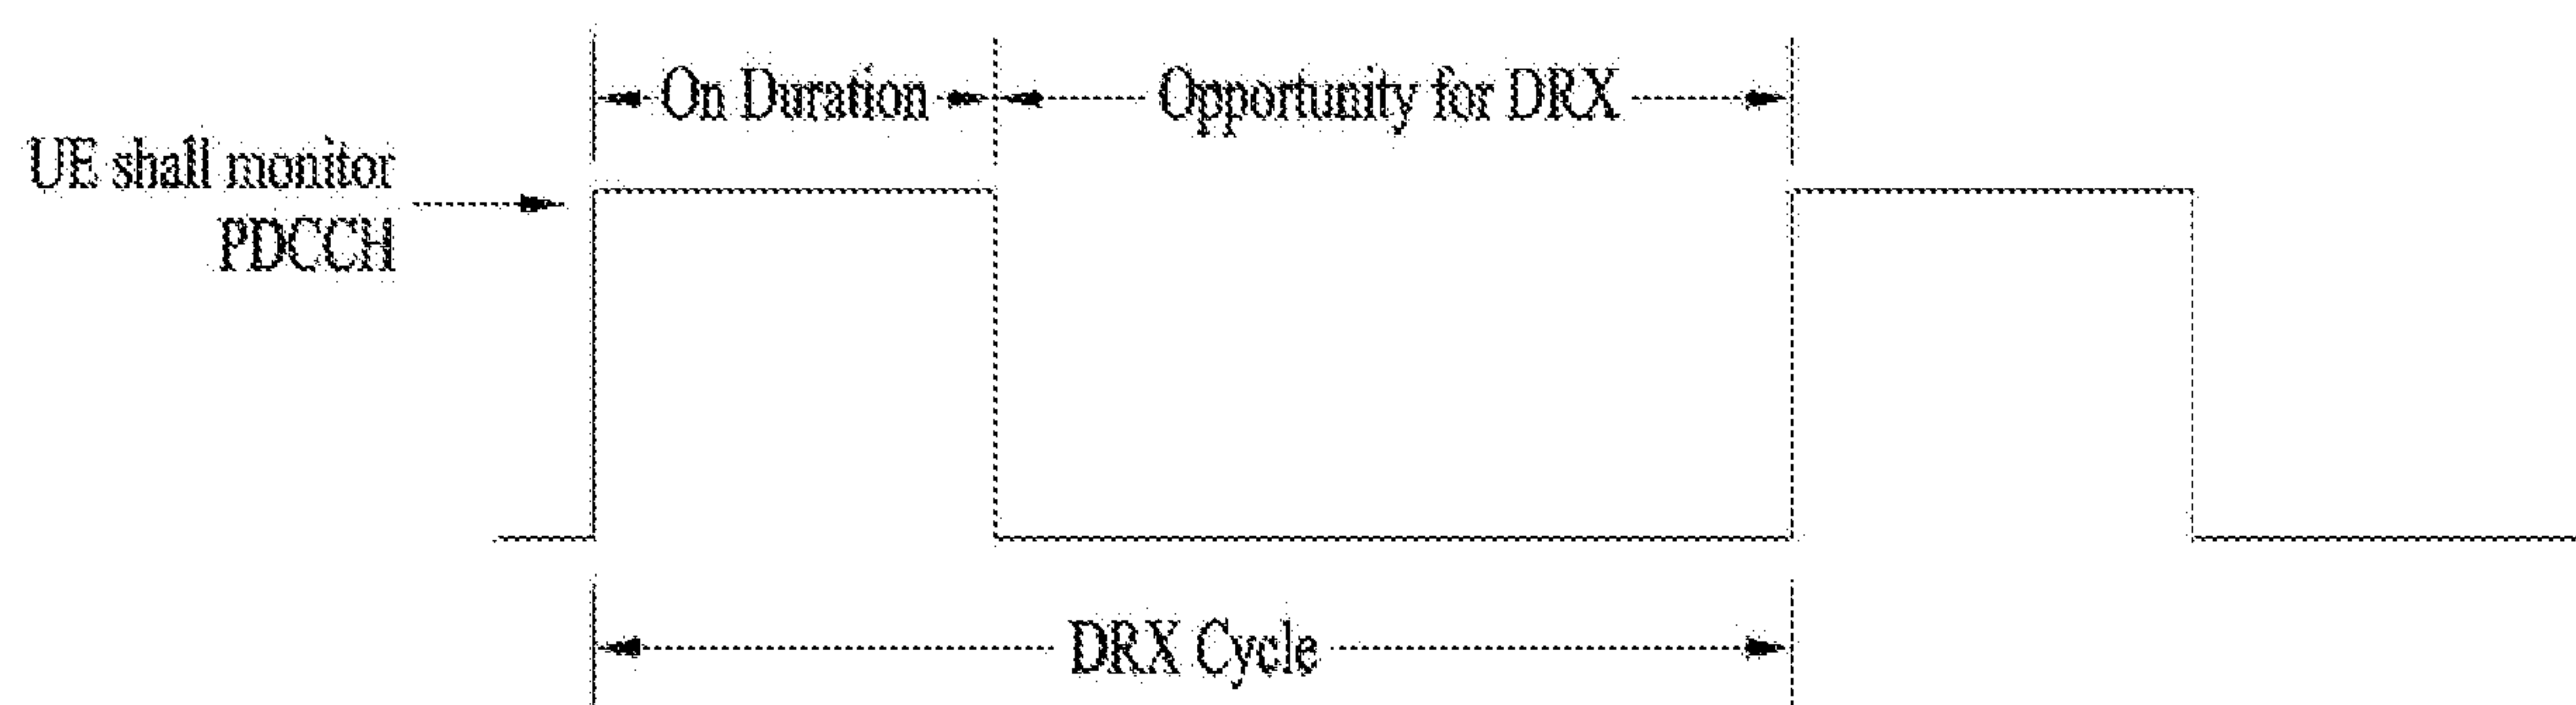 On Duration
Opportunity for DRX
UE shall monitor
PDCCH
DRX Cycle